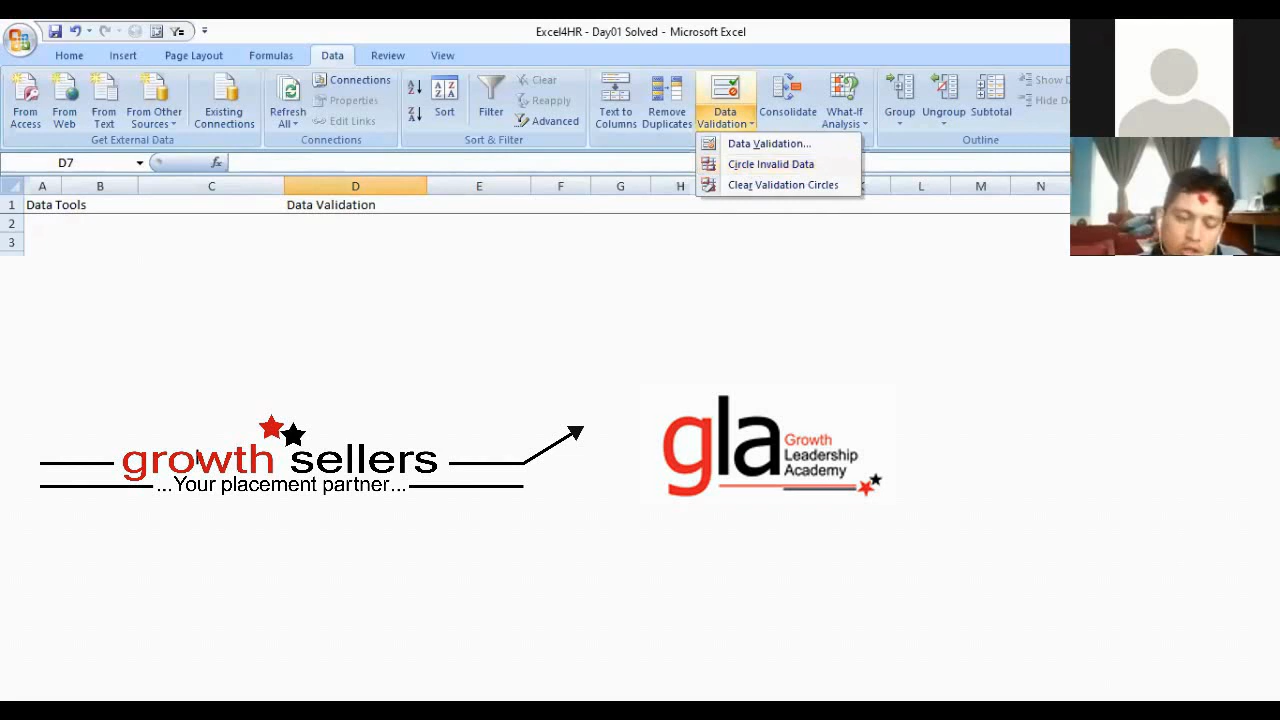 Excel4HR - Day01 Solved - Microsoft Excel
Home Insert Page Layout Formulas Data Review View
From Access
From Web
From Text
From Other Sources
Existing Connections
Get External Data
Refresh All
Connections
Properties
Edit Links
Connections
Sort
Filter
Clear
Reapply
Advanced
Sort & Filter
Text to Columns
Remove Duplicates
Data Validation
Consolidate
What-If Analysis
Group
Ungroup
Subtotal
Show D
Hide De
Outline
Data Validation...
Circle Invalid Data
Clear Validation Circles
D7
fx
A B C D E F G H L M N
1 Data Tools Data Validation
2
3
growth sellers
...Your placement partner...
gla
Growth
Leadership
Academy